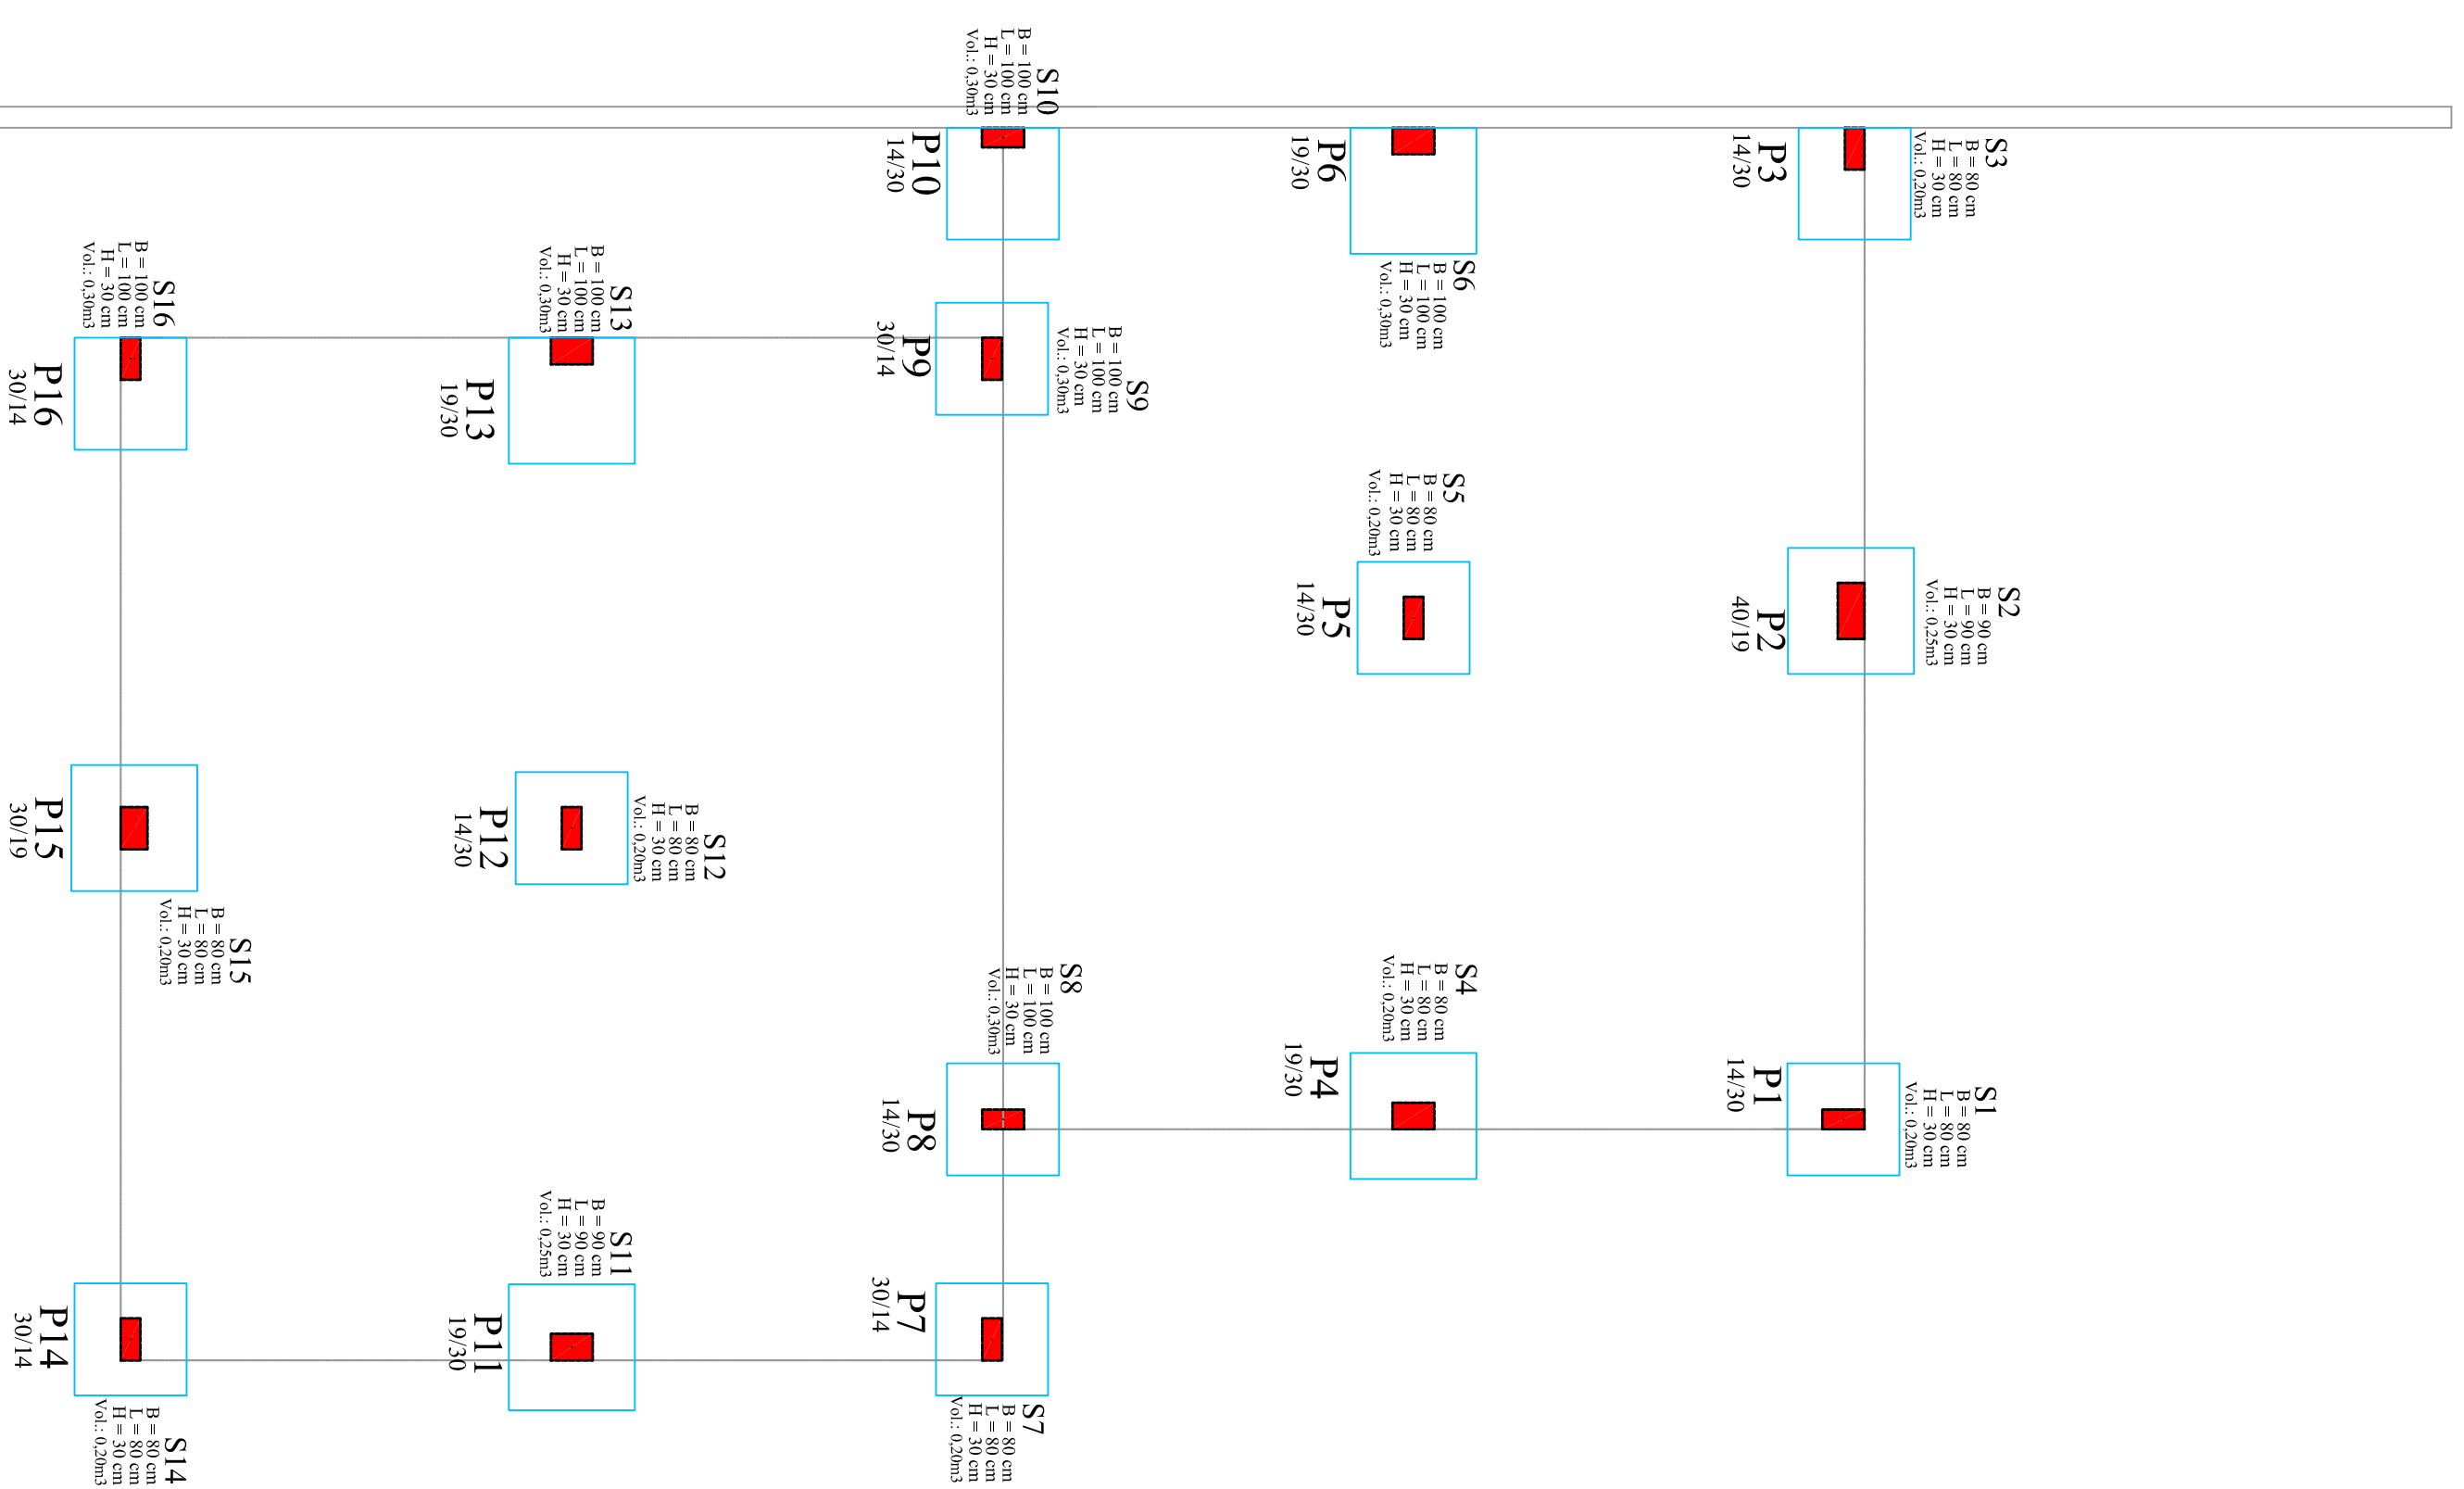 S3
B = 80 cm
L = 80 cm
H = 30 cm
Vol.: 0,20m3
P3
14/30
S2
B = 90 cm
L = 90 cm
H = 30 cm
Vol.: 0,25m3
P2
40/19
S1
B = 80 cm
L = 80 cm
H = 30 cm
Vol.: 0,20m3
P1
14/30
S6
B = 100 cm
L = 100 cm
H = 30 cm
Vol.: 0,30m3
P6
19/30
S5
B = 80 cm
L = 80 cm
H = 30 cm
Vol.: 0,20m3
P5
14/30
S4
B = 80 cm
L = 80 cm
H = 30 cm
Vol.: 0,20m3
P4
19/30
S10
B = 100 cm
L = 100 cm
H = 30 cm
Vol.: 0,30m3
P10
14/30
S9
B = 100 cm
L = 100 cm
H = 30 cm
Vol.: 0,30m3
P9
30/14
S8
B = 100 cm
L = 100 cm
H = 30 cm
Vol.: 0,30m3
P8
14/30
S7
B = 80 cm
L = 80 cm
H = 30 cm
Vol.: 0,20m3
P7
30/14
S13
B = 100 cm
L = 100 cm
H = 30 cm
Vol.: 0,30m3
P13
19/30
S12
B = 80 cm
L = 80 cm
H = 30 cm
Vol.: 0,20m3
P12
14/30
S11
B = 90 cm
L = 90 cm
H = 30 cm
Vol.: 0,25m3
P11
19/30
S16
B = 100 cm
L = 100 cm
H = 30 cm
Vol.: 0,30m3
P16
30/14
S15
B = 80 cm
L = 80 cm
H = 30 cm
Vol.: 0,20m3
P15
30/19
S14
B = 80 cm
L = 80 cm
H = 30 cm
Vol.: 0,20m3
P14
30/14